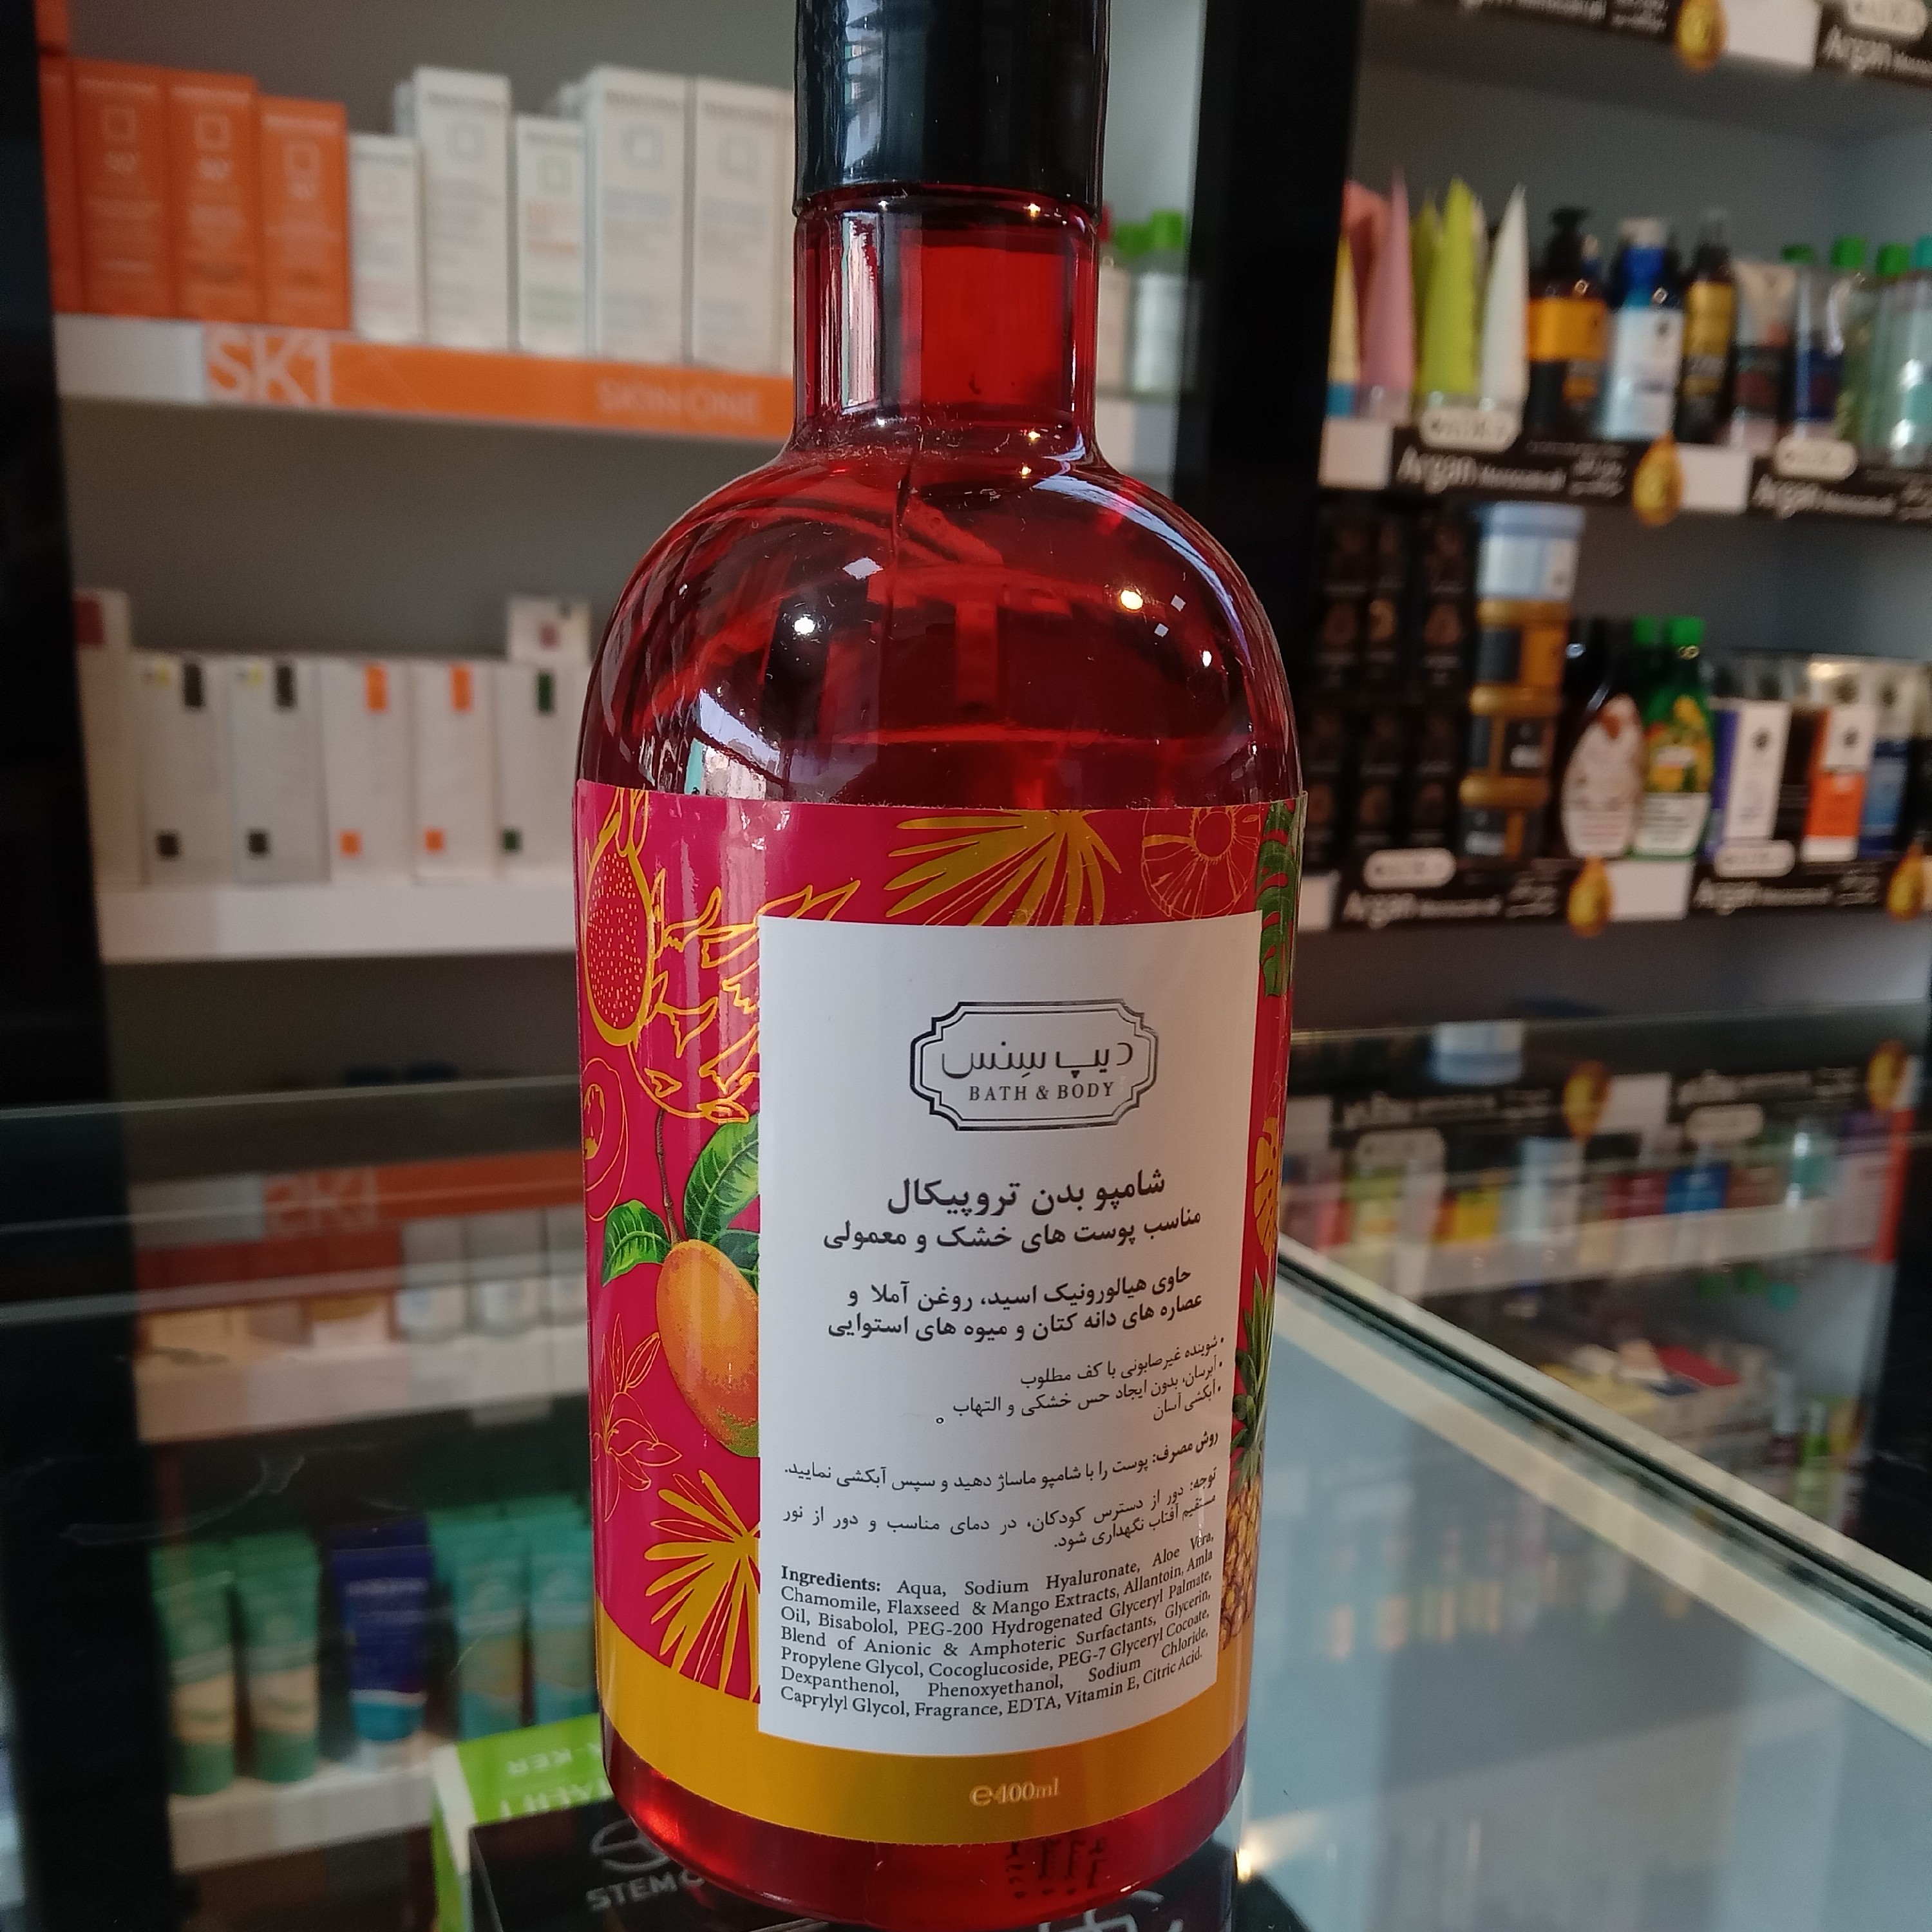 SK1
SKIN ONE
Argan
Argan
Argan
دیپ سِنس
BATH & BODY
شامپو بدن تروپیکال
مناسب پوست های خشک و معمولی
حاوی هیالورونیک اسید، روغن آملا و
عصاره های دانه کتان و میوه های استوایی
• شوینده غیرصابونی با کف مطلوب
• آبرسان، بدون ایجاد حس خشکی و التهاب
• آبکشی آسان
روش مصرف: پوست را با شامپو ماساژ دهید و سپس آبکشی نمایید.
توجه: دور از دسترس کودکان، در دمای مناسب و دور از نور
مستقیم آفتاب نگهداری شود.
Ingredients: Aqua, Sodium Hyaluronate, Aloe Vera,
Chamomile, Flaxseed & Mango Extracts, Allantoin, Amla
Oil, Bisabolol, PEG-200 Hydrogenated Glyceryl Palmate,
Blend of Anionic & Amphoteric Surfactants, Glycerin,
Propylene Glycol, Cocoglucoside, PEG-7 Glyceryl Cocoate,
Dexpanthenol, Phenoxyethanol, Sodium Chloride,
Caprylyl Glycol, Fragrance, EDTA, Vitamin E, Citric Acid.
℮400ml